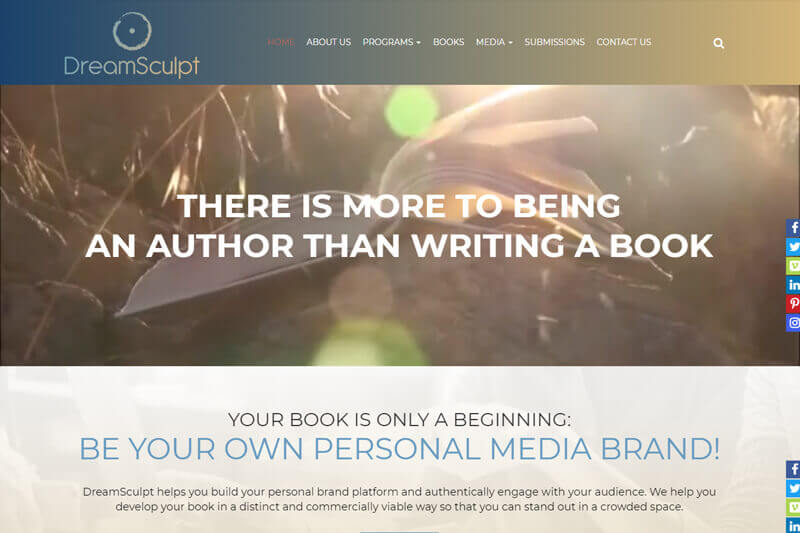 DreamSculpt
HOME ABOUT US PROGRAMS BOOKS MEDIA SUBMISSIONS CONTACT US
THERE IS MORE TO BEING
AN AUTHOR THAN WRITING A BOOK
YOUR BOOK IS ONLY A BEGINNING:
BE YOUR OWN PERSONAL MEDIA BRAND!
DreamSculpt helps you build your personal brand platform and authentically engage with your audience. We help you
develop your book in a distinct and commercially viable way so that you can stand out in a crowded space.